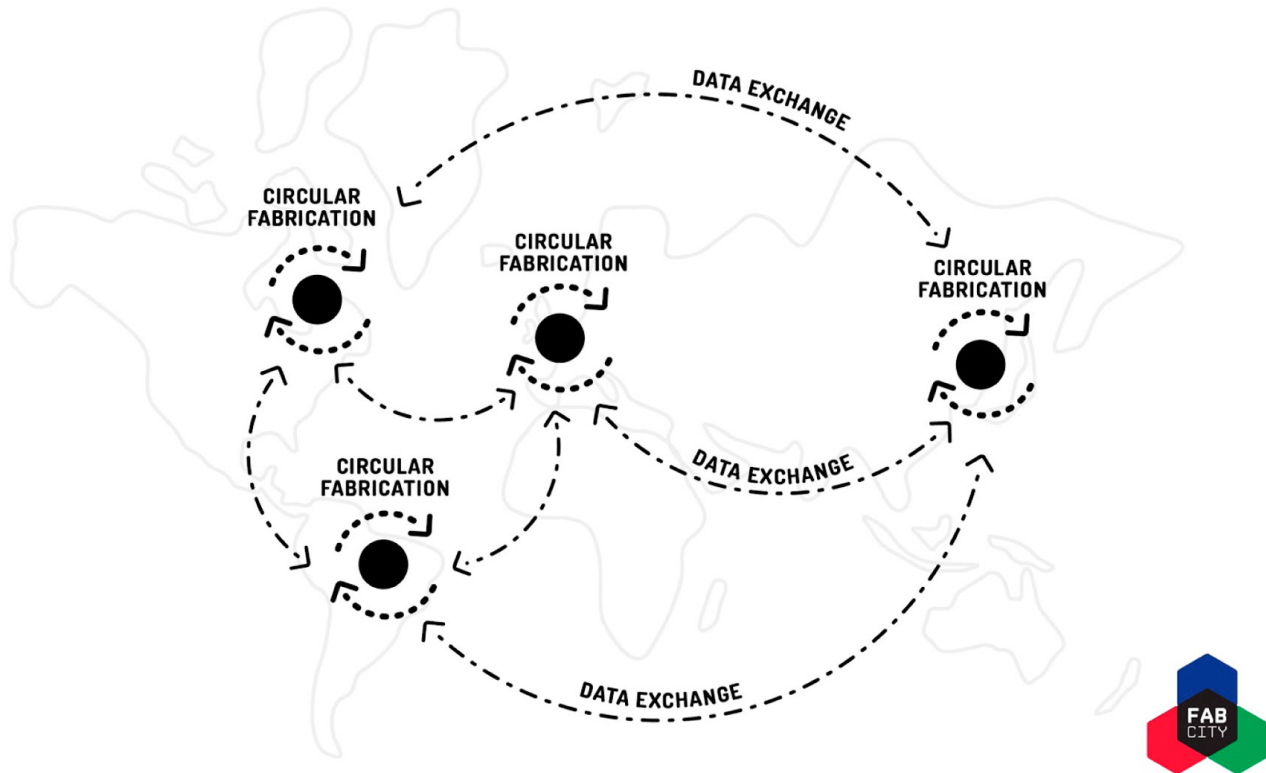 DATA EXCHANGE
CIRCULAR
FABRICATION
CIRCULAR
FABRICATION
CIRCULAR
FABRICATION
CIRCULAR
FABRICATION
DATA EXCHANGE
DATA EXCHANGE
FAB
CITY